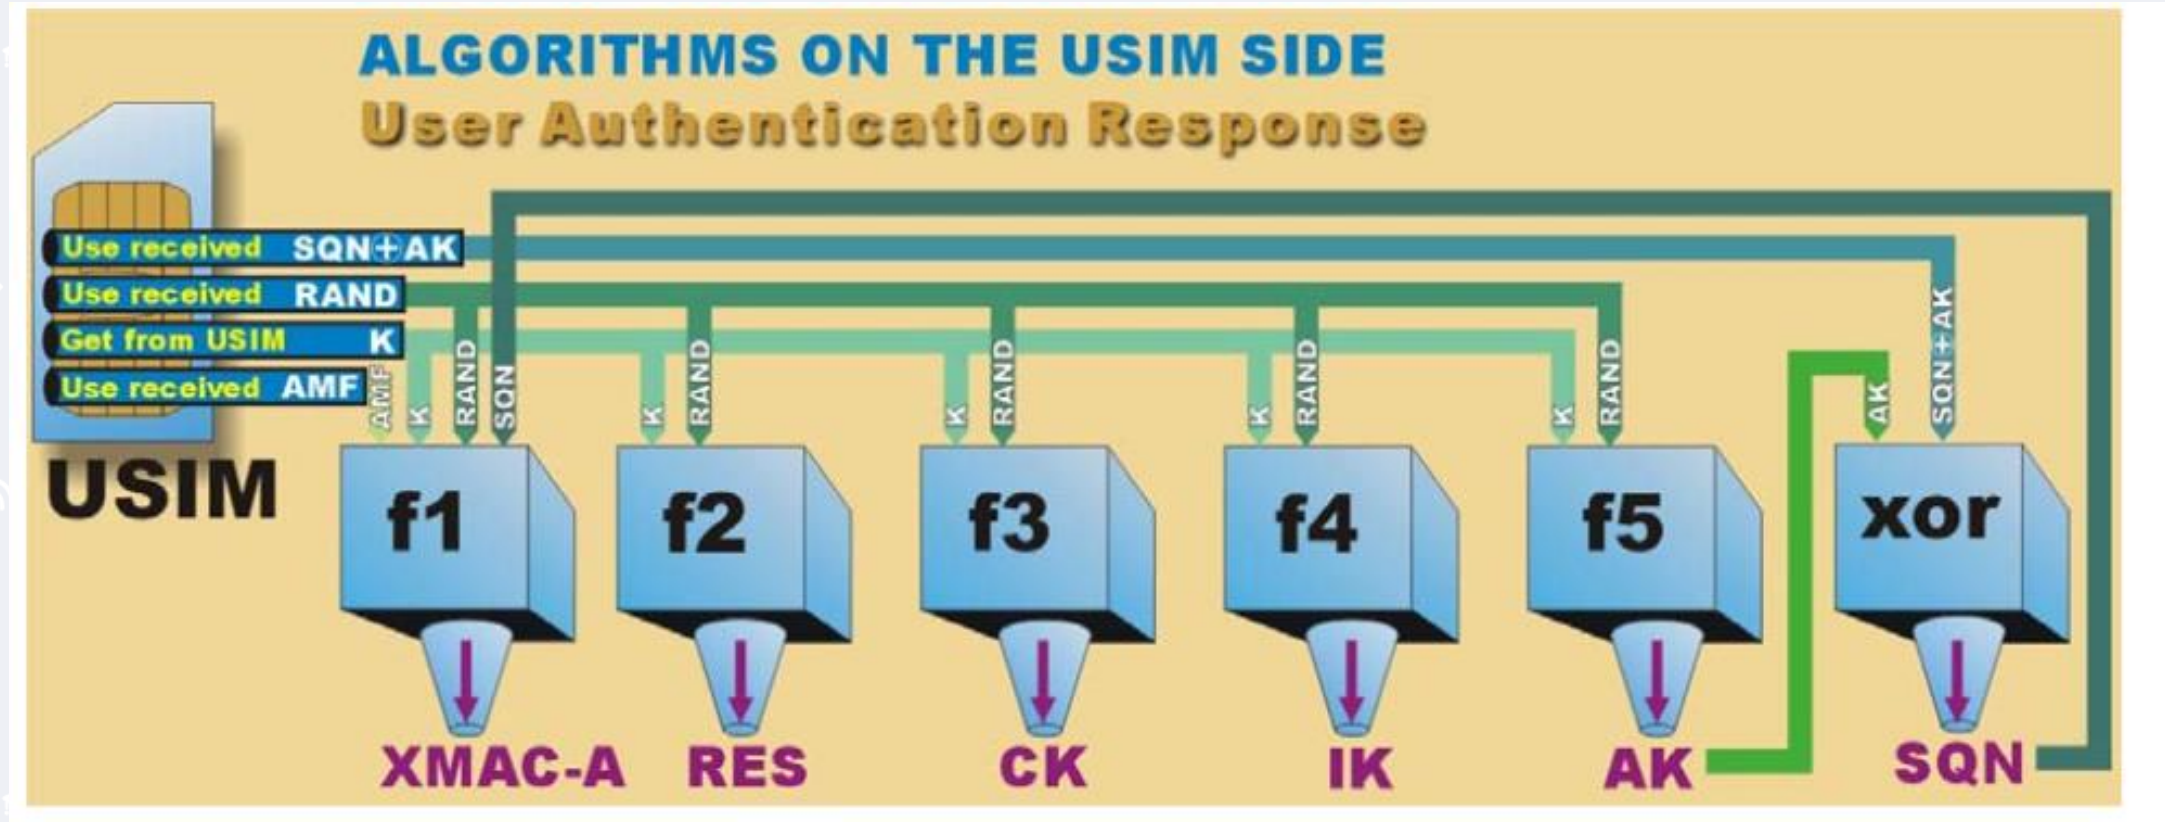 ALGORITHMS ON THE USIM SIDE
User Authentication Response
Use received SQN⊕AK
Use received RAND
Get from USIM K
Use received AMF
USIM
AMF K RAND SQN K RAND K RAND K RAND K RAND AK SQN+AK
f1 f2 f3 f4 f5 xor
XMAC-A RES CK IK AK SQN